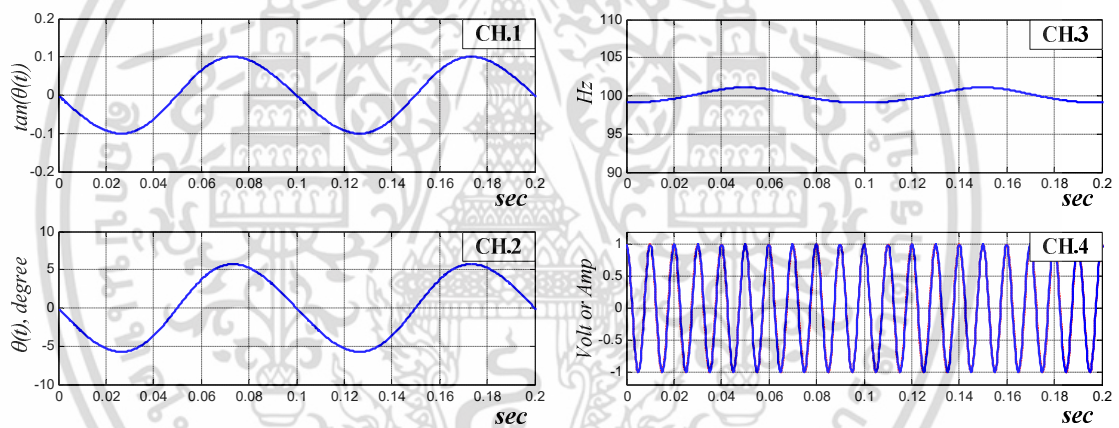 CH.1
tan(θ(t))
0.2
0.1
0
-0.1
-0.2
0 0.02 0.04 0.06 0.08 0.1 0.12 0.14 0.16 0.18 0.2
sec
CH.2
θ(t), degree
10
5
0
-5
-10
0 0.02 0.04 0.06 0.08 0.1 0.12 0.14 0.16 0.18 0.2
sec
CH.3
Hz
110
105
100
95
90
0 0.02 0.04 0.06 0.08 0.1 0.12 0.14 0.16 0.18 0.2
sec
CH.4
Volt or Amp
1
0.5
0
-0.5
-1
0 0.02 0.04 0.06 0.08 0.1 0.12 0.14 0.16 0.18 0.2
sec